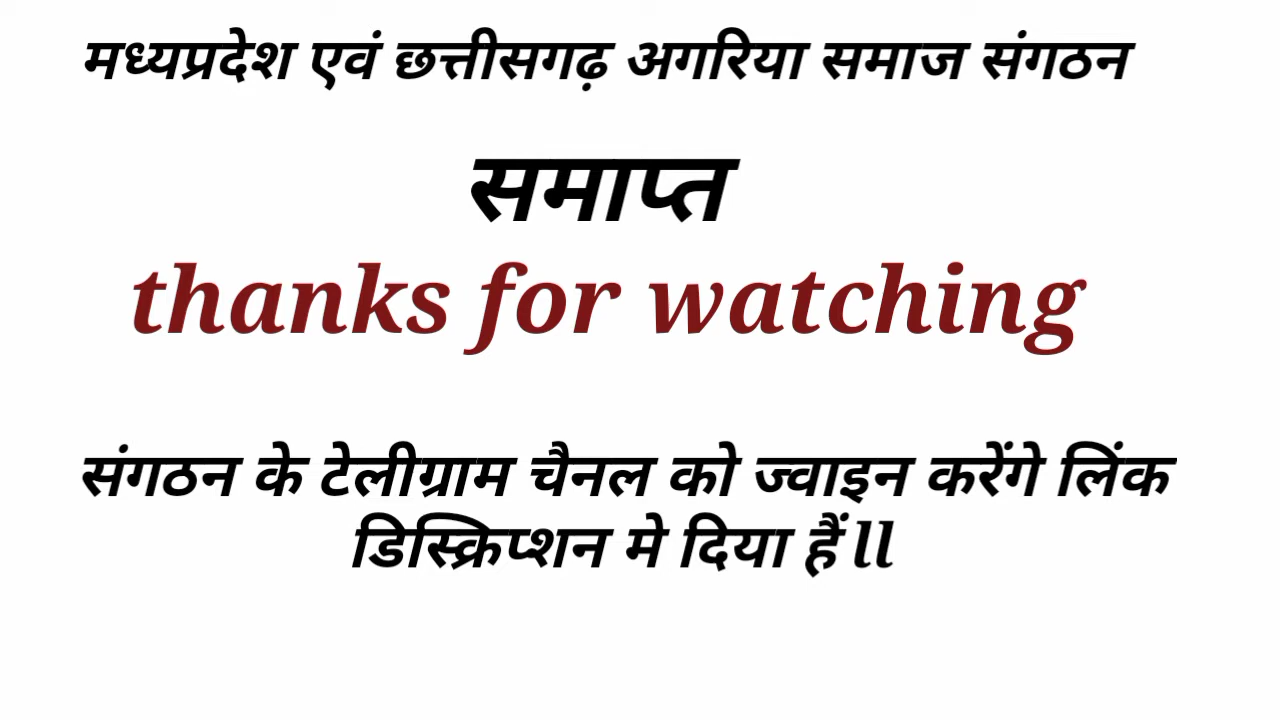 मध्यप्रदेश एवं छत्तीसगढ़ अगरिया समाज संगठन
समाप्त
thanks for watching
संगठन के टेलीग्राम चैनल को ज्वाइन करेंगे लिंक
डिस्क्रिप्शन मे दिया हैं ll